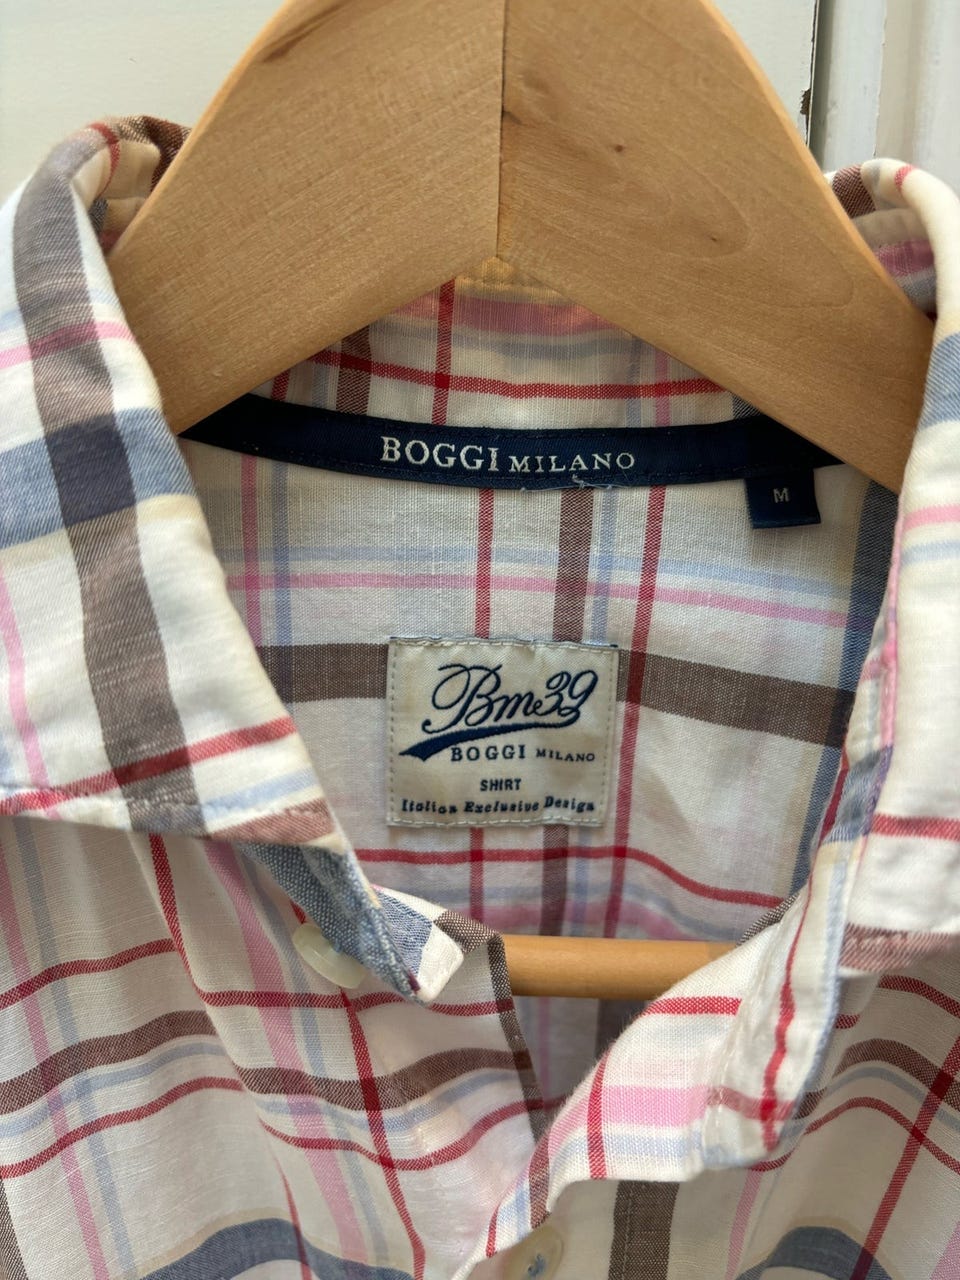 BOGGI MILANO
M
Bm39
BOGGI MILANO
SHIRT
Italian Exclusive Design